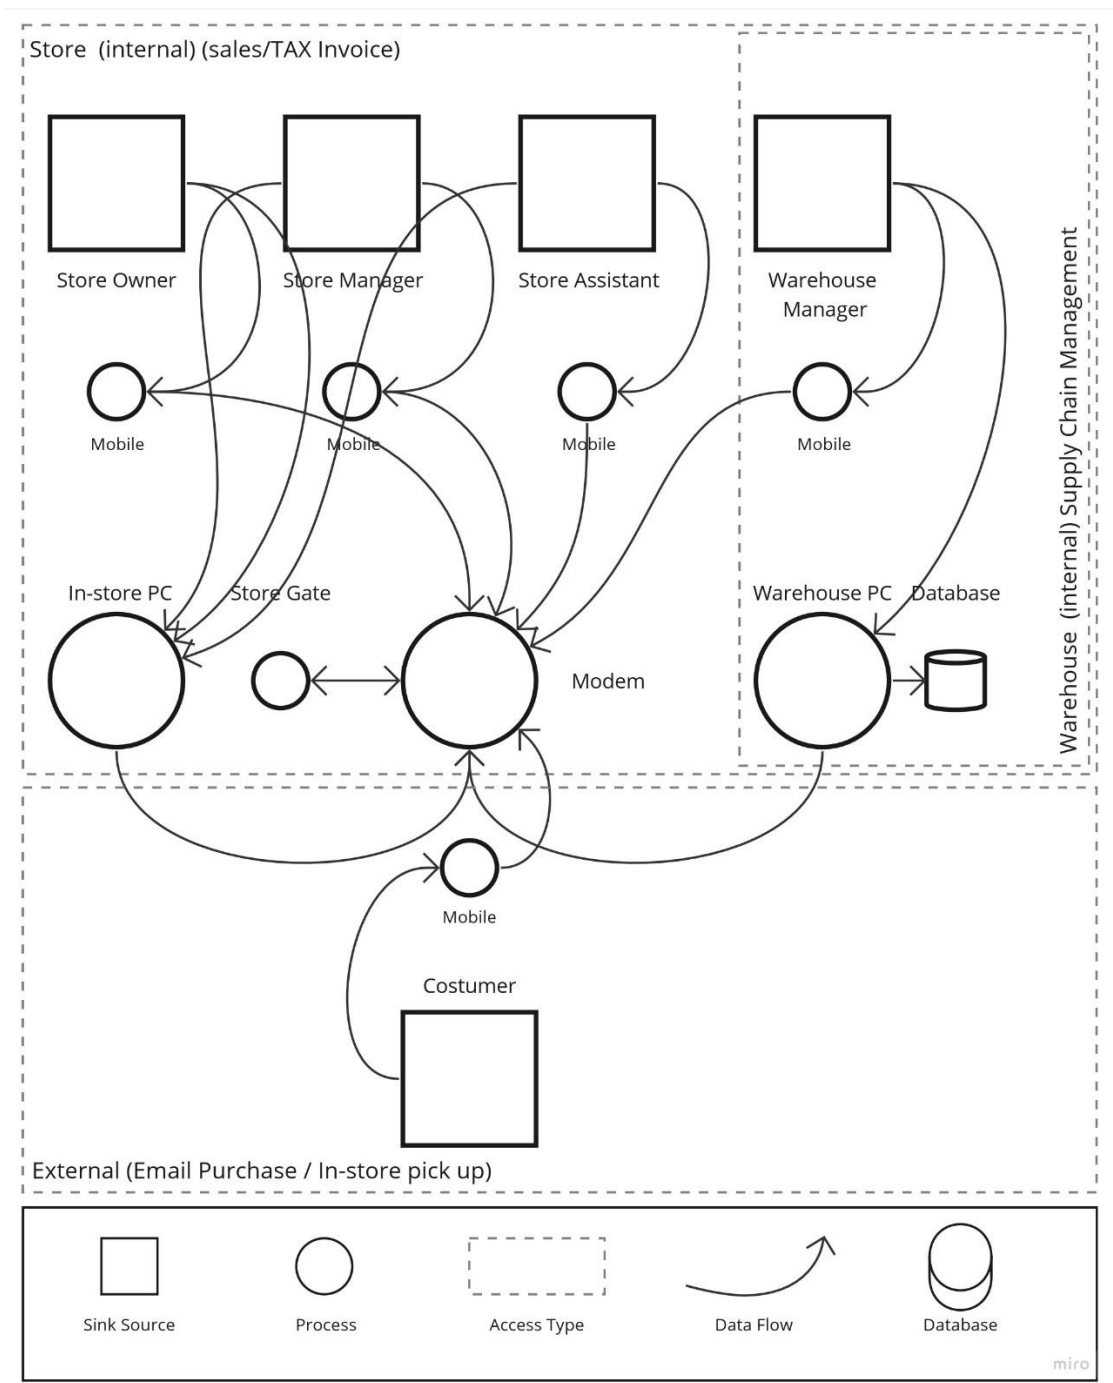 Store  (internal) (sales/TAX Invoice)
Store Owner
Store Manager
Store Assistant
Warehouse
Manager
Mobile
Mobile
Mobile
Mobile
Warehouse  (internal) Supply Chain Management
In-store PC
Store Gate
Modem
Warehouse PC
Database
Mobile
Costumer
External (Email Purchase / In-store pick up)
Sink Source
Process
Access Type
Data Flow
Database
miro